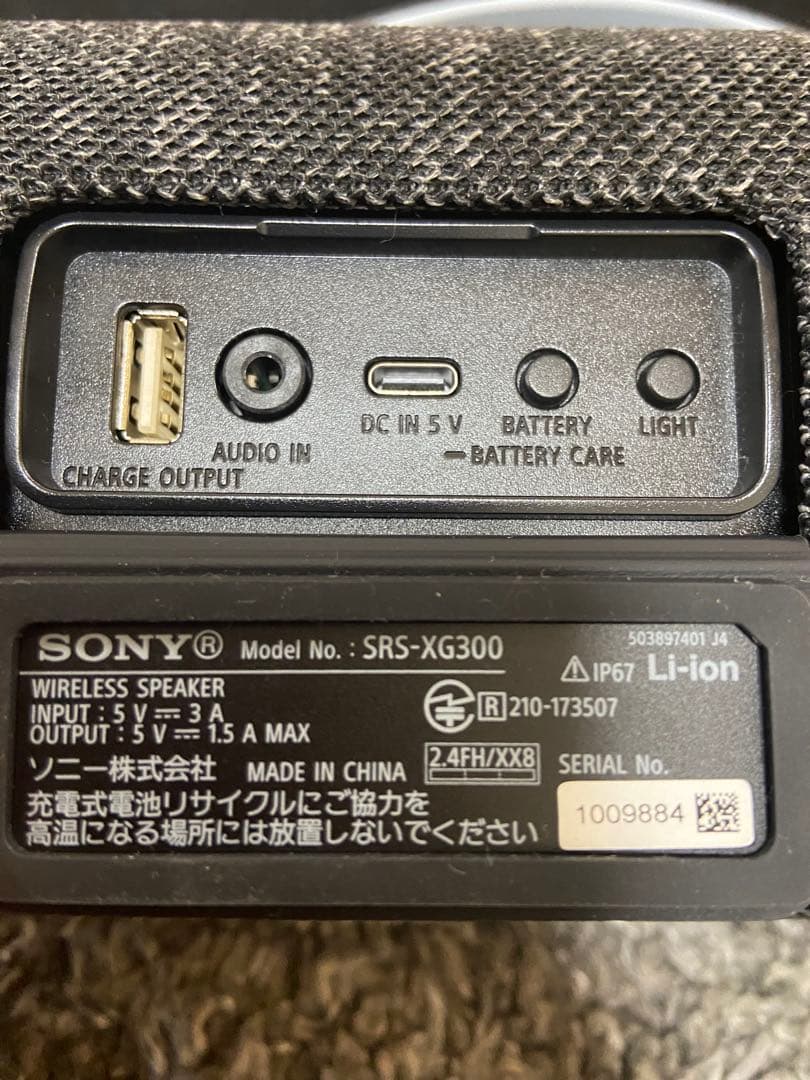 AUDIO IN
CHARGE OUTPUT
DC IN 5 V
BATTERY
LIGHT
BATTERY CARE
SONY® Model No. : SRS-XG300
503897401 J4
WIRELESS SPEAKER
⚠IP67 Li-ion
INPUT : 5 V ⎓ 3 A
R 210-173507
OUTPUT : 5 V ⎓ 1.5 A MAX
ソニー株式会社 MADE IN CHINA 2.4FH/XX8 SERIAL No.
充電式電池リサイクルにご協力を
1009884
高温になる場所には放置しないでください